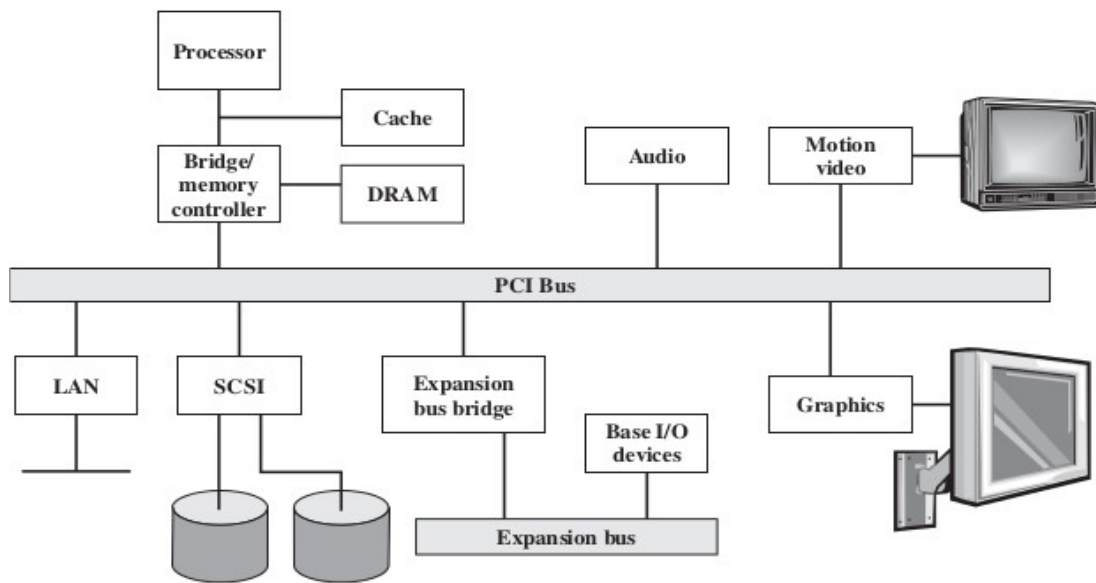 Processor
Cache
Bridge/
memory
controller
DRAM
Audio
Motion
video
PCI Bus
LAN
SCSI
Expansion
bus bridge
Base I/O
devices
Graphics
Expansion bus